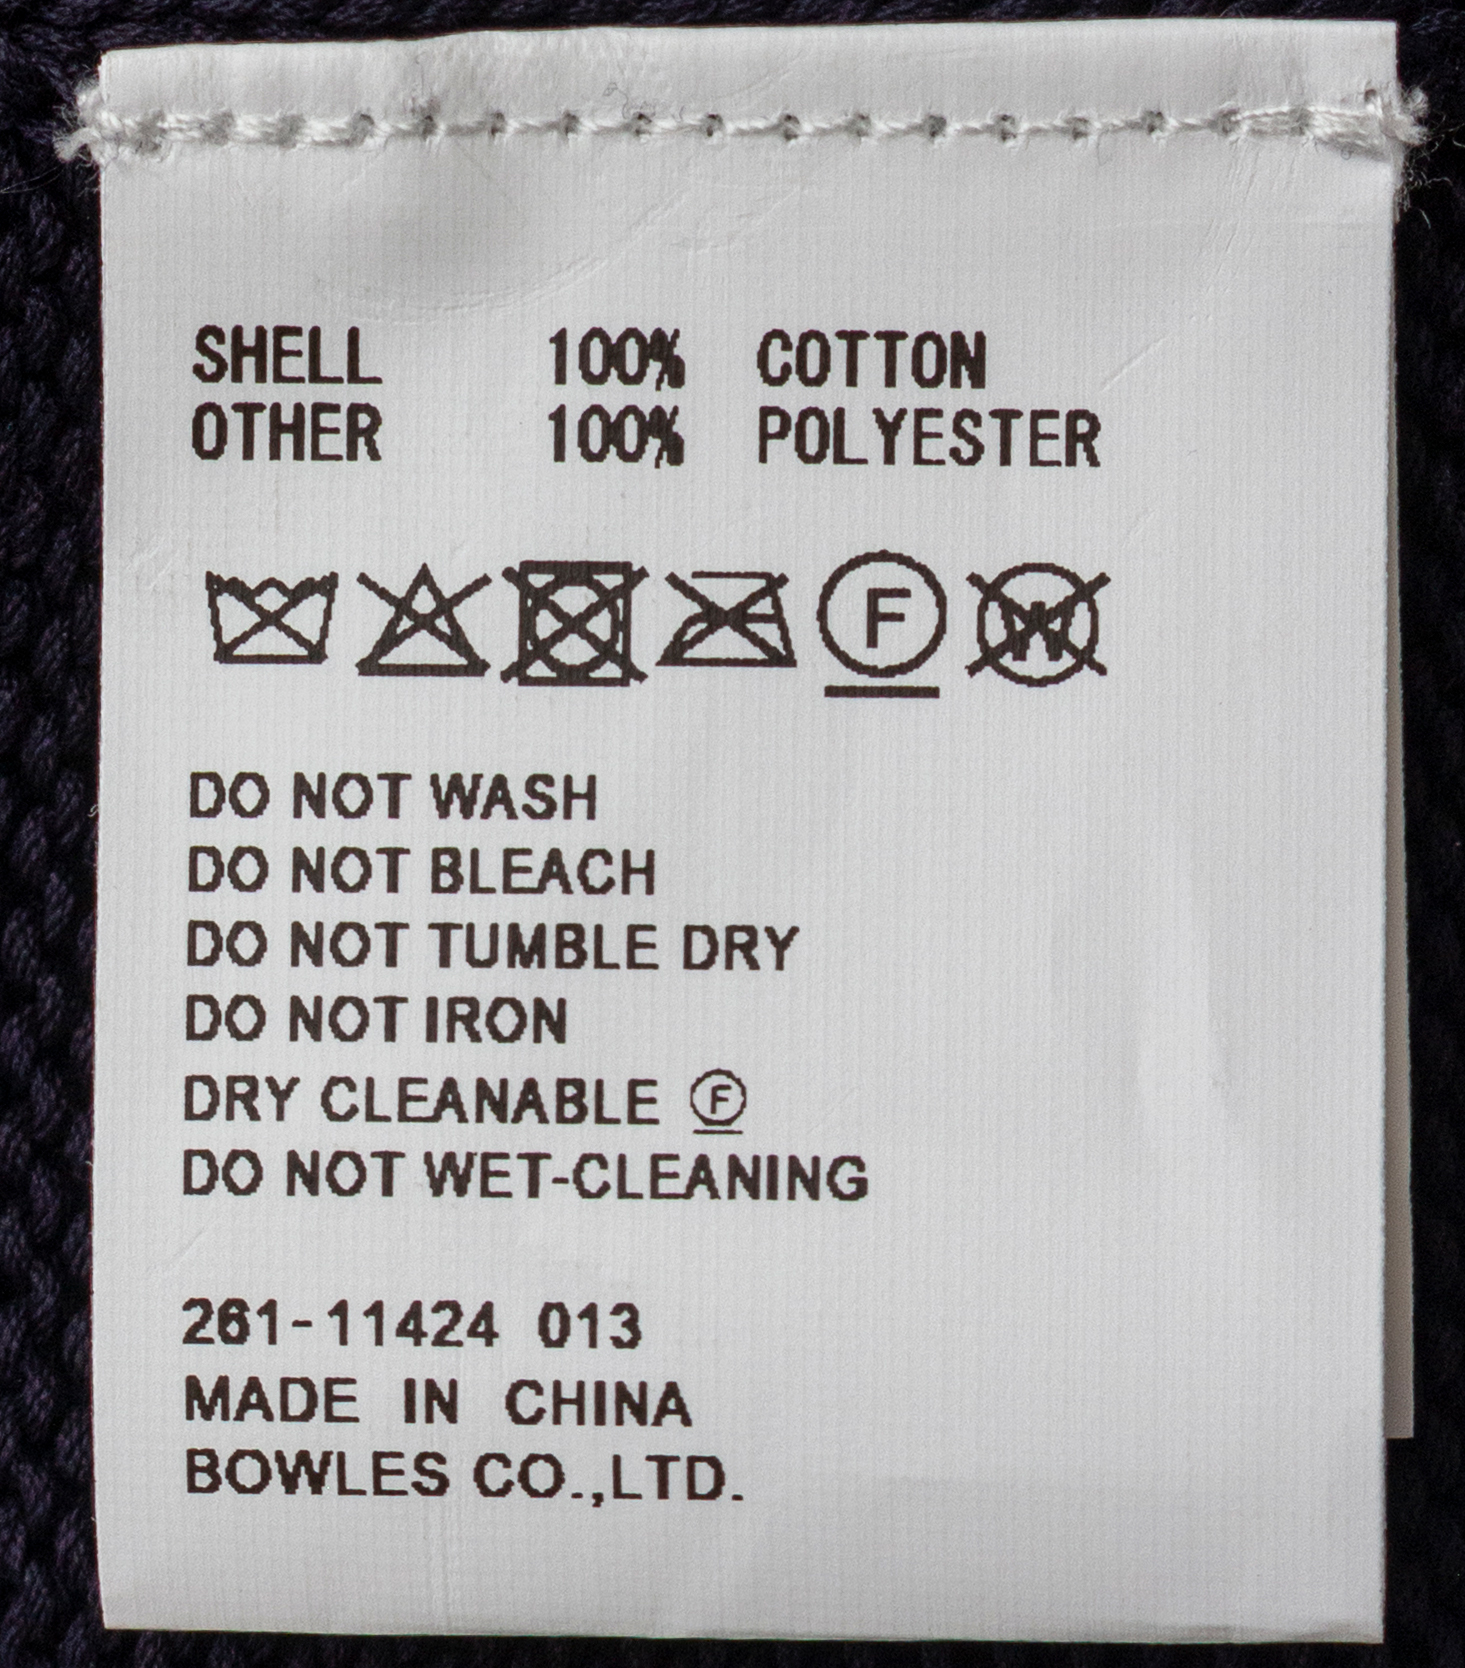 SHELL 100% COTTON
OTHER 100% POLYESTER
F W
DO NOT WASH
DO NOT BLEACH
DO NOT TUMBLE DRY
DO NOT IRON
DRY CLEANABLE Ⓕ
DO NOT WET-CLEANING
261-11424 013
MADE IN CHINA
BOWLES CO.,LTD.